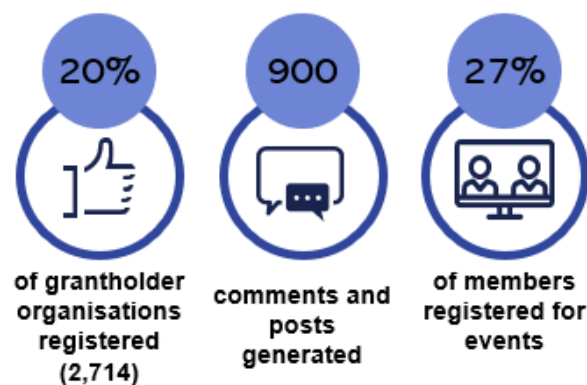 20%
of grantholder
organisations
registered
(2,714)
900
comments and
posts
generated
27%
of members
registered for
events